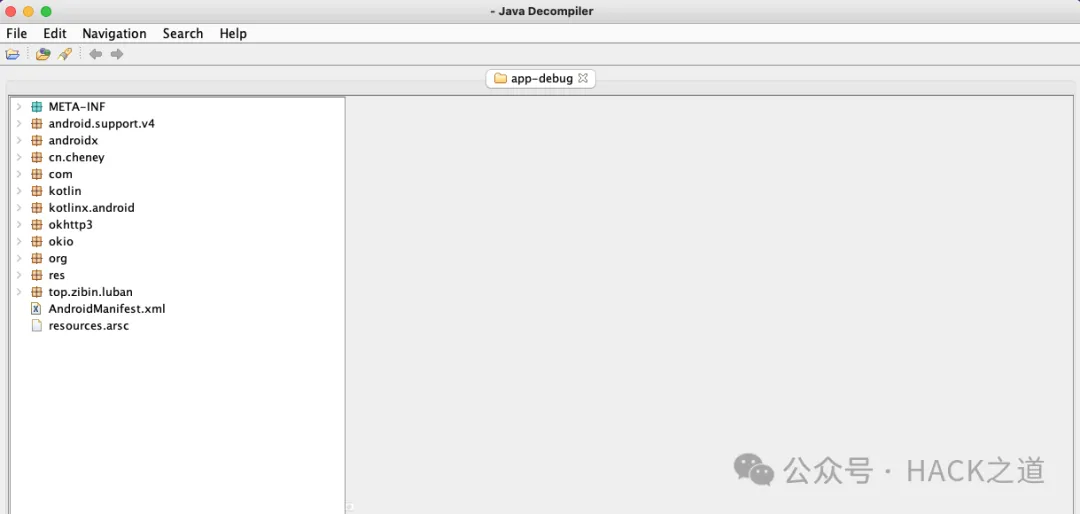 - Java Decompiler
File Edit Navigation Search Help
app-debug
META-INF
android.support.v4
androidx
cn.cheney
com
kotlin
kotlinx.android
okhttp3
okio
org
res
top.zibin.luban
AndroidManifest.xml
resources.arsc
公众号 · HACK之道